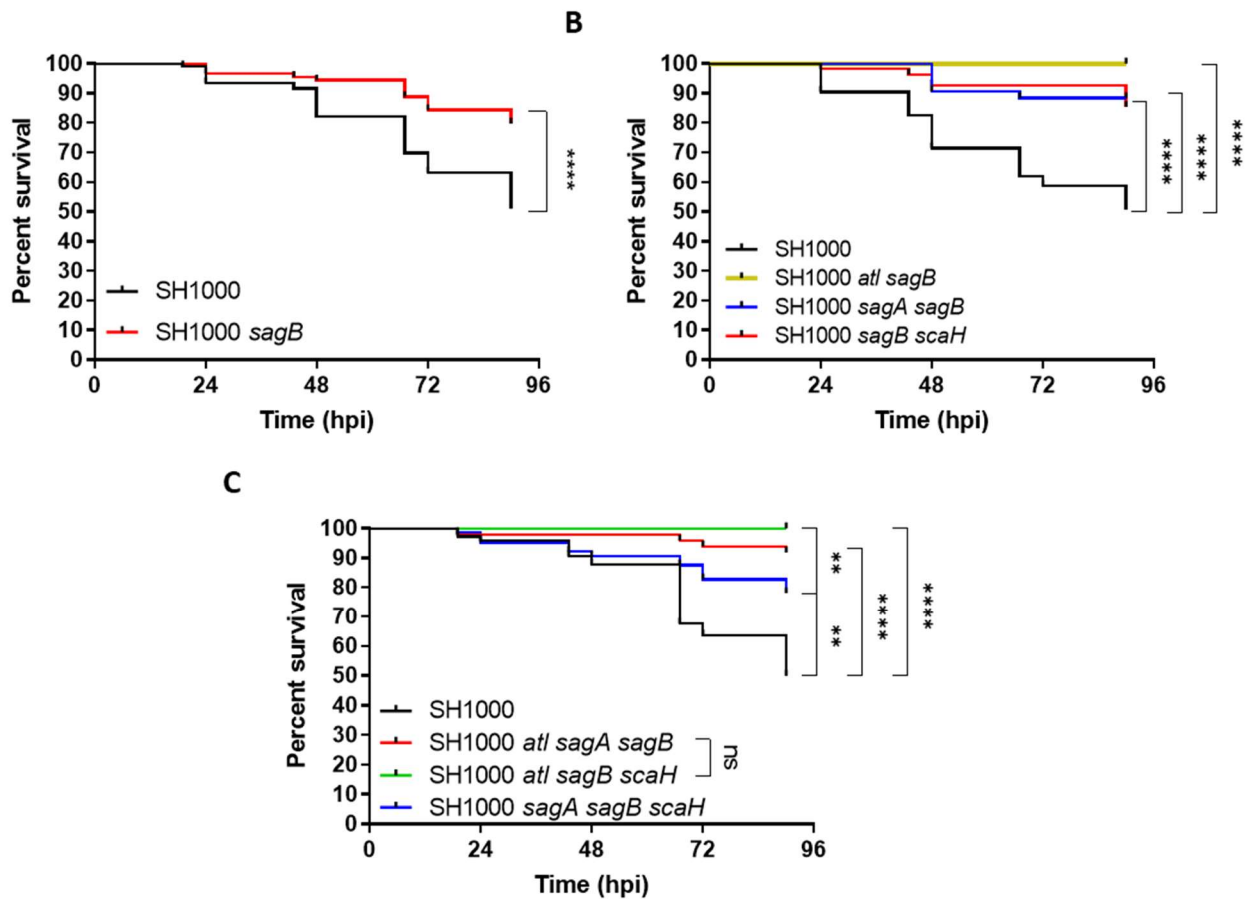 Percent survival
100
90
80
70
60
50
40
30
20
10
0
0 24 48 72 96
Time (hpi)
SH1000
SH1000 sagB
****
B
Percent survival
100
90
80
70
60
50
40
30
20
10
0
0 24 48 72 96
Time (hpi)
SH1000
SH1000 atl sagB
SH1000 sagA sagB
SH1000 sagB scaH
****
****
****
C
Percent survival
100
90
80
70
60
50
40
30
20
10
0
0 24 48 72 96
Time (hpi)
SH1000
SH1000 atl sagA sagB
SH1000 atl sagB scaH
SH1000 sagA sagB scaH
ns
**
**
****
****